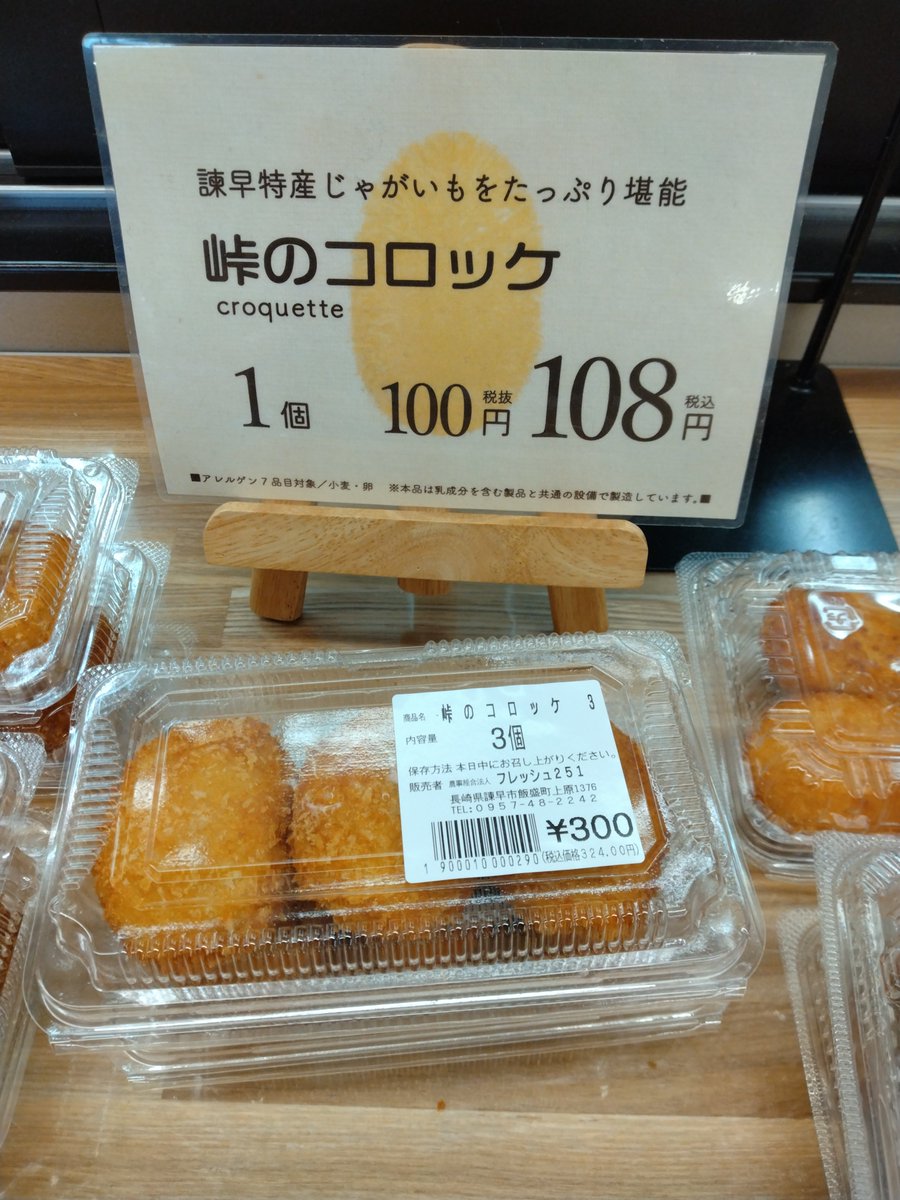 諫早特産じゃがいもをたっぷり堪能
峠のコロッケ
croquette
1個 100税抜円 108税込円
■アレルゲン7品目対象/小麦・卵 ※本品は乳成分を含む製品と共通の設備で製造しています。■
商品名 峠のコロッケ 3
内容量 3個
保存方法 本日中にお召し上がりください。
販売者 農事組合法人 フレッシュ251
長崎県諫早市飯盛町上原1376
TEL:0957-48-2242
¥300
1 900010 000290 (税込価格324.00円)